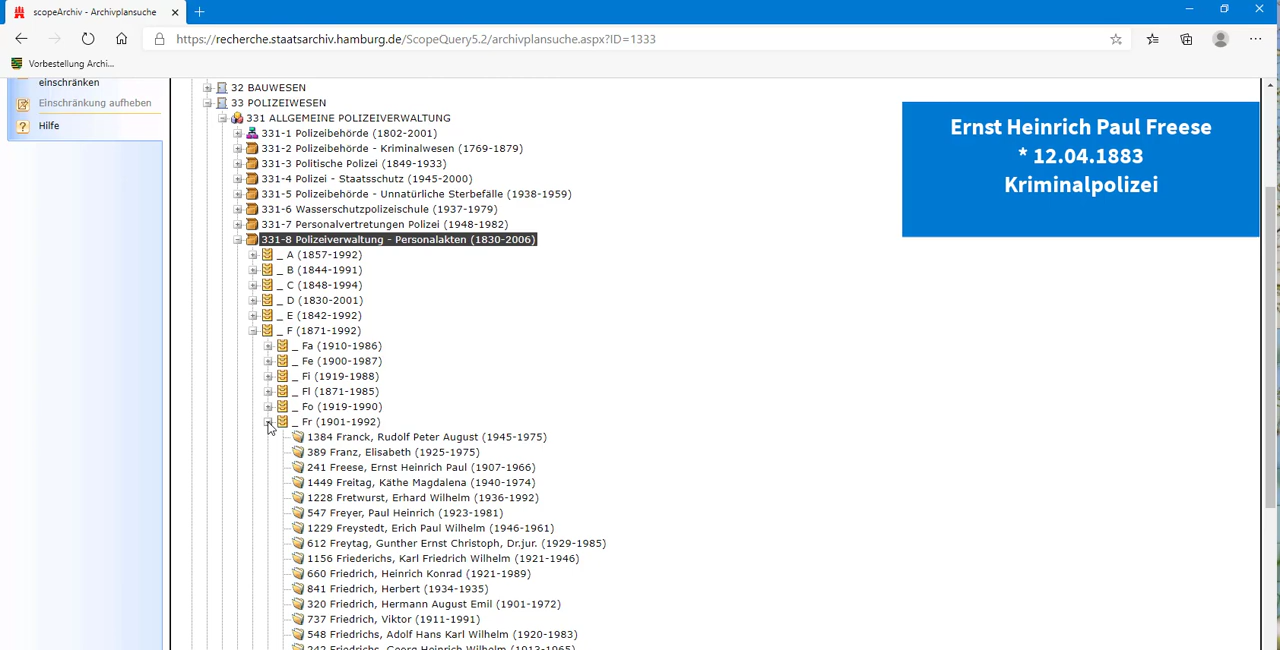 scopeArchiv - Archivplansuche
https://recherche.staatsarchiv.hamburg.de/ScopeQuery5.2/archivplansuche.aspx?ID=1333
Vorbestellung Archi...
einschränken
Einschränkung aufheben
Hilfe
32 BAUWESEN
33 POLIZEIWESEN
331 ALLGEMEINE POLIZEIVERWALTUNG
331-1 Polizeibehörde (1802-2001)
331-2 Polizeibehörde - Kriminalwesen (1769-1879)
331-3 Politische Polizei (1849-1933)
331-4 Polizei - Staatsschutz (1945-2000)
331-5 Polizeibehörde - Unnatürliche Sterbefälle (1938-1959)
331-6 Wasserschutzpolizeischule (1937-1979)
331-7 Personalvertretungen Polizei (1948-1982)
331-8 Polizeiverwaltung - Personalakten (1830-2006)
_ A (1857-1992)
_ B (1844-1991)
_ C (1848-1994)
_ D (1830-2001)
_ E (1842-1992)
_ F (1871-1992)
_ Fa (1910-1986)
_ Fe (1900-1987)
_ Fi (1919-1988)
_ Fl (1871-1985)
_ Fo (1919-1990)
_ Fr (1901-1992)
1384 Franck, Rudolf Peter August (1945-1975)
389 Franz, Elisabeth (1925-1975)
241 Freese, Ernst Heinrich Paul (1907-1966)
1449 Freitag, Käthe Magdalena (1940-1974)
1228 Fretwurst, Erhard Wilhelm (1936-1992)
547 Freyer, Paul Heinrich (1923-1981)
1229 Freystedt, Erich Paul Wilhelm (1946-1961)
612 Freytag, Gunther Ernst Christoph, Dr.jur. (1929-1985)
1156 Friederichs, Karl Friedrich Wilhelm (1921-1946)
660 Friedrich, Heinrich Konrad (1921-1989)
841 Friedrich, Herbert (1934-1935)
320 Friedrich, Hermann August Emil (1901-1972)
737 Friedrich, Viktor (1911-1991)
548 Friedrichs, Adolf Hans Karl Wilhelm (1920-1983)
242 Friedrichs, Georg Heinrich Wilhelm (1913-1965)
Ernst Heinrich Paul Freese
* 12.04.1883
Kriminalpolizei